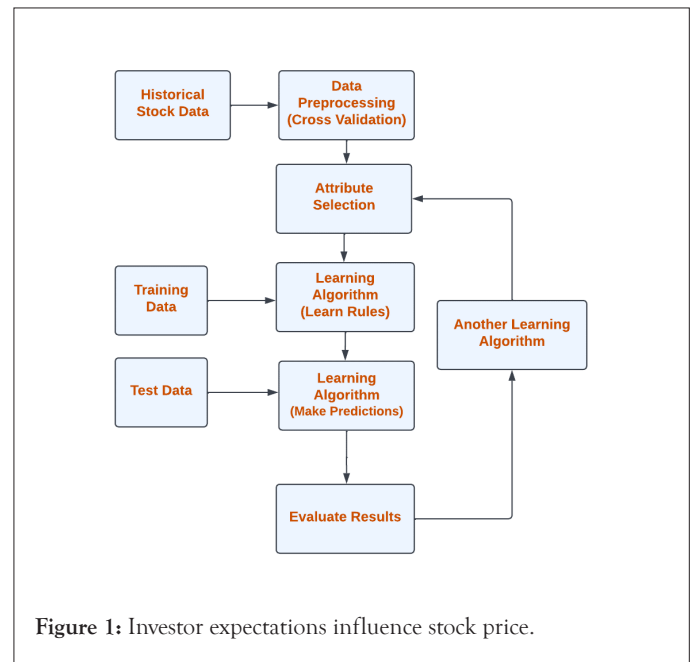 Historical
Stock Data
Data
Preprocessing
(Cross Validation)
Attribute
Selection
Training
Data
Learning
Algorithm
(Learn Rules)
Another Learning
Algorithm
Test Data
Learning
Algorithm
(Make Predictions)
Evaluate Results
Figure 1: Investor expectations influence stock price.